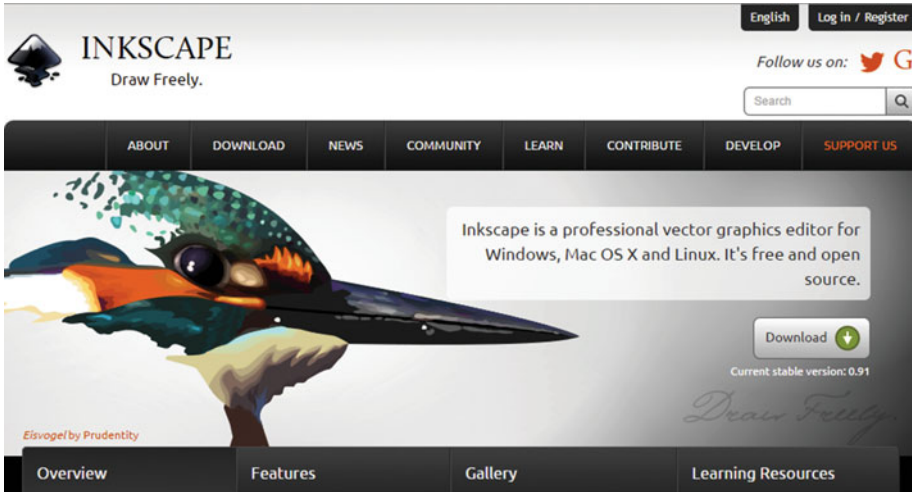 English
Log in / Register
INKSCAPE
Draw Freely.
Follow us on:
Search
ABOUT
DOWNLOAD
NEWS
COMMUNITY
LEARN
CONTRIBUTE
DEVELOP
SUPPORT US
Inkscape is a professional vector graphics editor for
Windows, Mac OS X and Linux. It's free and open
source.
Download
Current stable version: 0.91
Draw Freely.
Eisvogel by Prudentity
Overview
Features
Gallery
Learning Resources